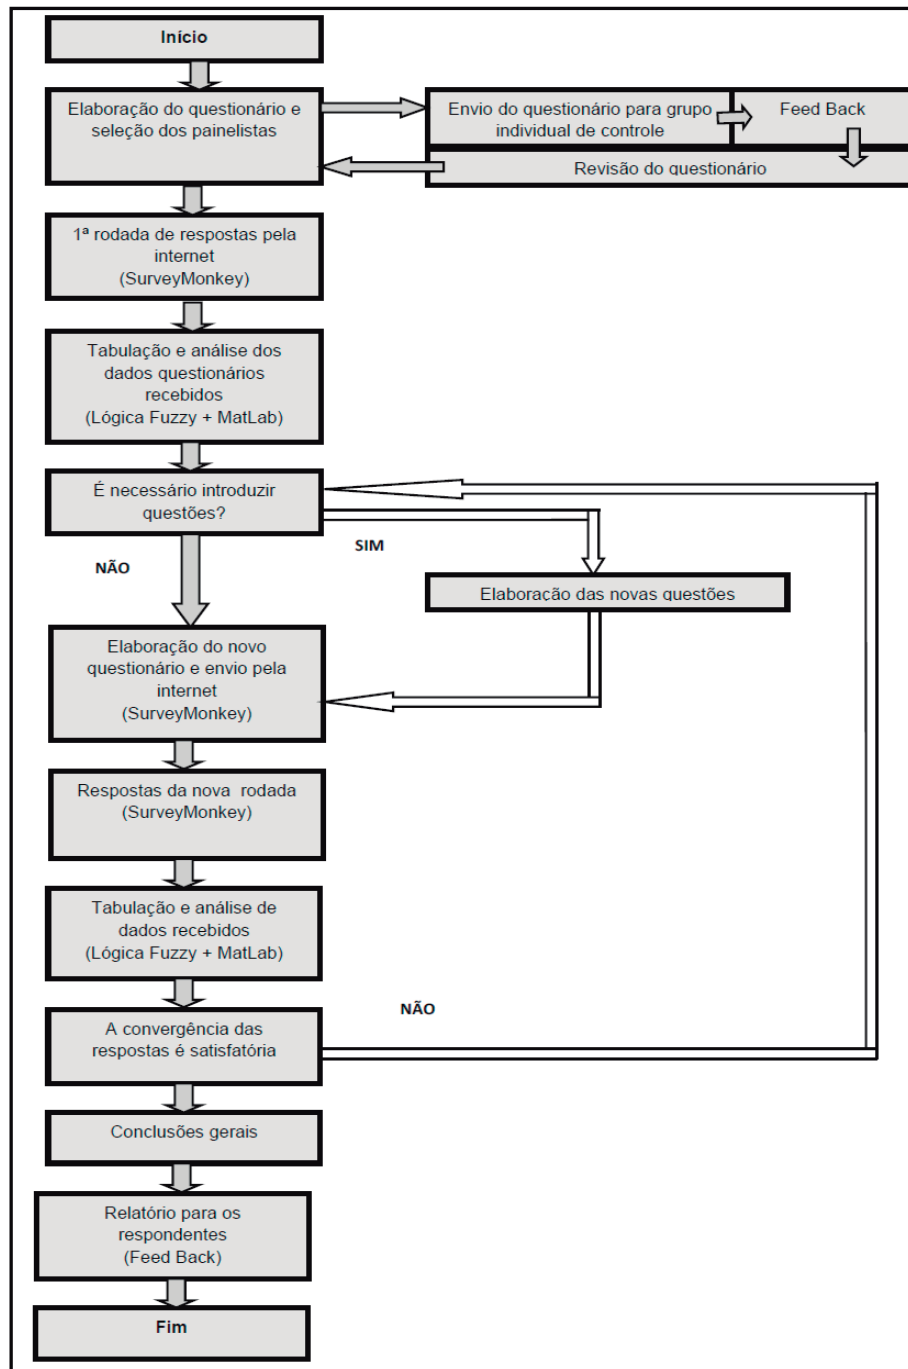 Início
Elaboração do questionário e
seleção dos painelistas
Envio do questionário para grupo
individual de controle
Feed Back
Revisão do questionário
1ª rodada de respostas pela
internet
(SurveyMonkey)
Tabulação e análise dos
dados questionários
recebidos
(Lógica Fuzzy + MatLab)
É necessário introduzir
questões?
SIM
NÃO
Elaboração das novas questões
Elaboração do novo
questionário e envio pela
internet
(SurveyMonkey)
Respostas da nova rodada
(SurveyMonkey)
Tabulação e análise de
dados recebidos
(Lógica Fuzzy + MatLab)
NÃO
A convergência das
respostas é satisfatória
Conclusões gerais
Relatório para os
respondentes
(Feed Back)
Fim